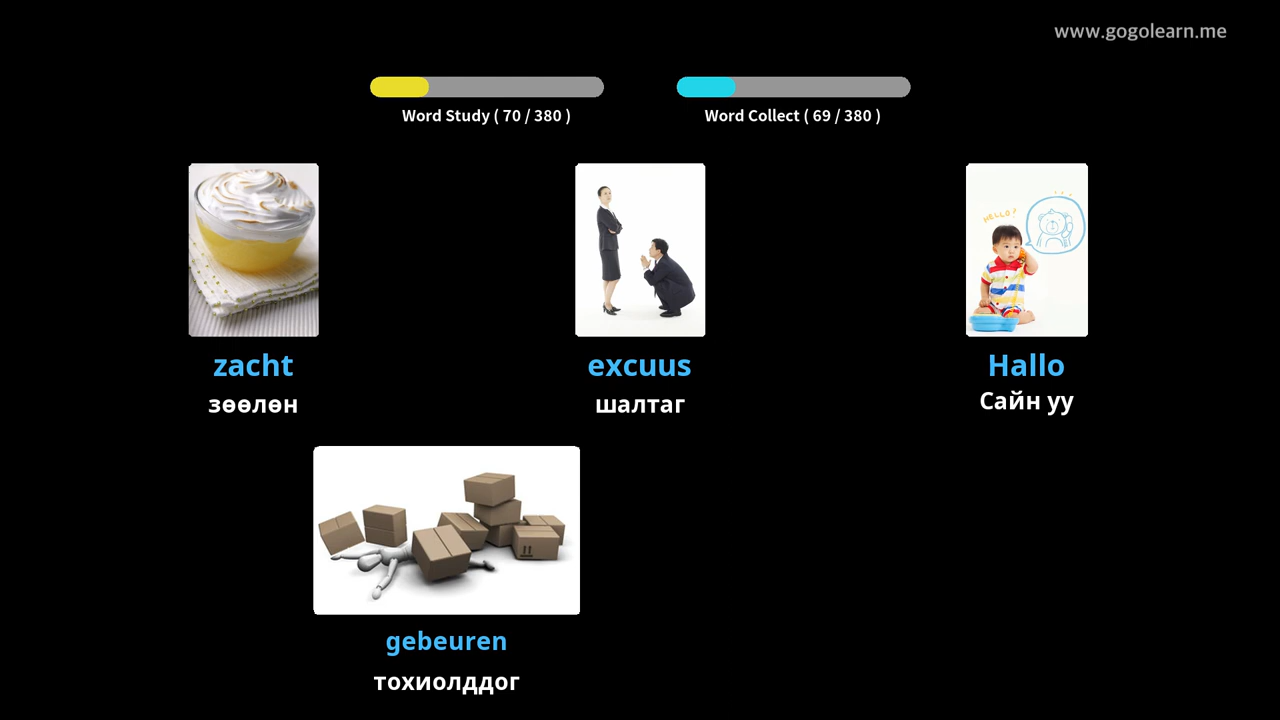 www.gogolearn.me
Word Study ( 70 / 380 )
Word Collect ( 69 / 380 )
HELLO?
zacht
excuus
Hallo
зөөлөн
шалтаг
Сайн уу
gebeuren
тохиолддог